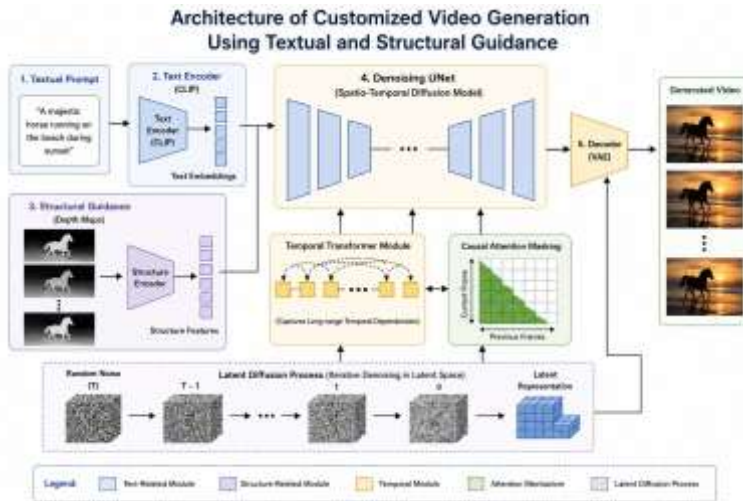 Architecture of Customized Video Generation
Using Textual and Structural Guidance
1. Textual Prompt
"A majestic
horse running on
the beach during
sunset"
2. Text Encoder
(CLIP)
Text
Encoder
(CLIP)
Text Embeddings
3. Structural Guidance
(Depth Maps)
Structure
Encoder
Structure Features
4. Denoising UNet
(Spatio-Temporal Diffusion Model)
5. Decoder
(VAE)
Generated Video
Temporal Transformer Module
(Captures Long-range Temporal Dependencies)
Causal Attention Masking
Current Frame
Previous Frames
Latent Diffusion Process (Iterative Denoising in Latent Space)
Random Noise
(T)
T - 1
t
0
Latent
Representation
Legend:
Text-Related Module
Structure-Related Module
Temporal Module
Attention Mechanism
Latent Diffusion Process